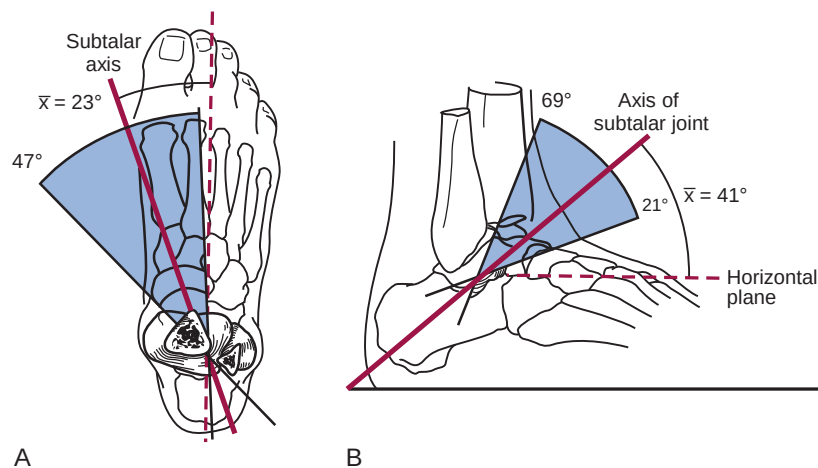 Subtalar
axis
x̅ = 23°
47°
A
69°
Axis of
subtalar joint
21°
x̅ = 41°
Horizontal
plane
B